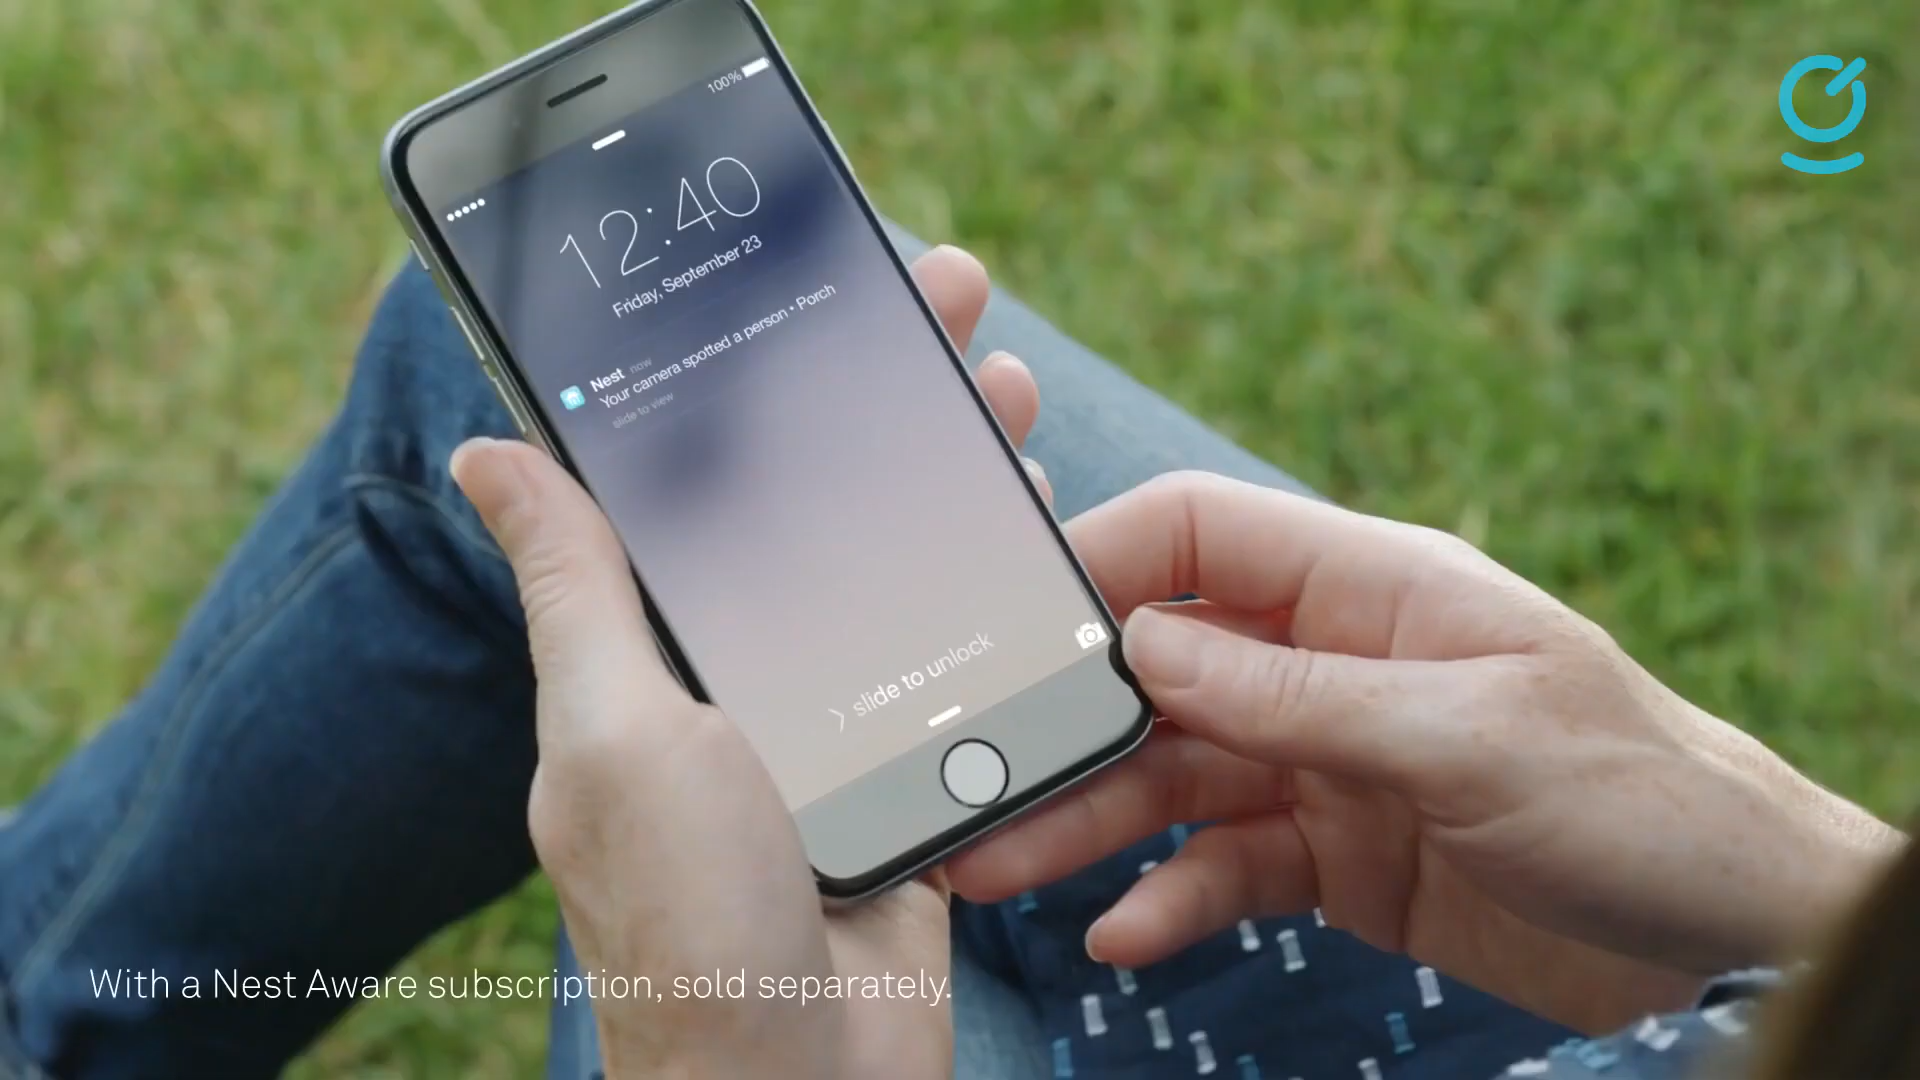 100%
12:40
Friday, September 23
Nest now
Your camera spotted a person • Porch
slide to view
> slide to unlock
With a Nest Aware subscription, sold separately.